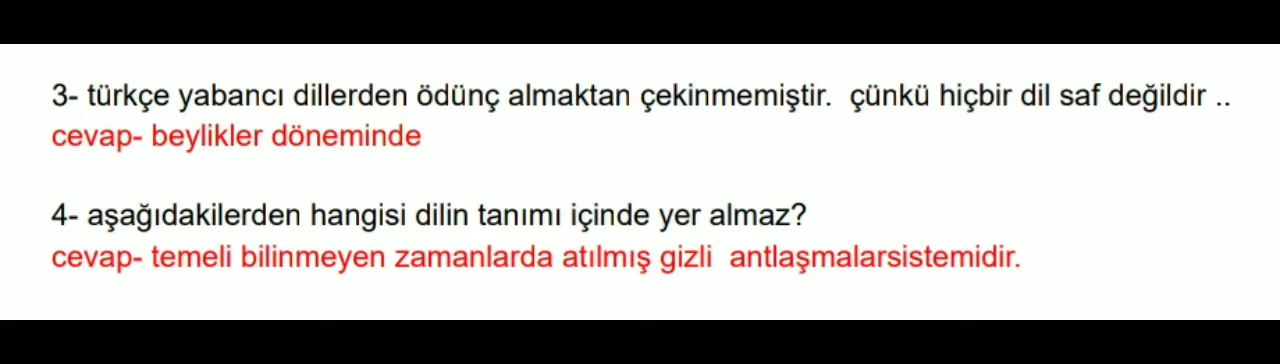 3- türkçe yabancı dillerden ödünç almaktan çekinmemiştir.  çünkü hiçbir dil saf değildir ..
cevap- beylikler döneminde
4- aşağıdakilerden hangisi dilin tanımı içinde yer almaz?
cevap- temeli bilinmeyen zamanlarda atılmış gizli  antlaşmalarsistemidir.